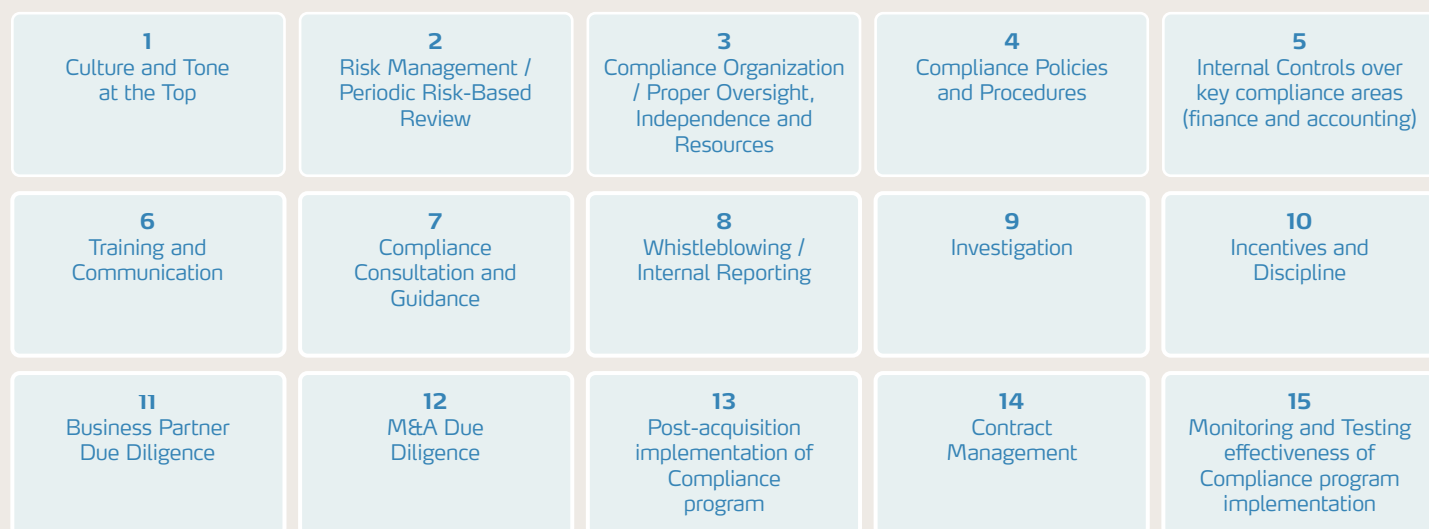 1
Culture and Tone
at the Top
2
Risk Management /
Periodic Risk-Based
Review
3
Compliance Organization
/ Proper Oversight,
Independence and
Resources
4
Compliance Policies
and Procedures
5
Internal Controls over
key compliance areas
(finance and accounting)
6
Training and
Communication
7
Compliance
Consultation and
Guidance
8
Whistleblowing /
Internal Reporting
9
Investigation
10
Incentives and
Discipline
11
Business Partner
Due Diligence
12
M&A Due
Diligence
13
Post-acquisition
implementation of
Compliance
program
14
Contract
Management
15
Monitoring and Testing
effectiveness of
Compliance program
implementation